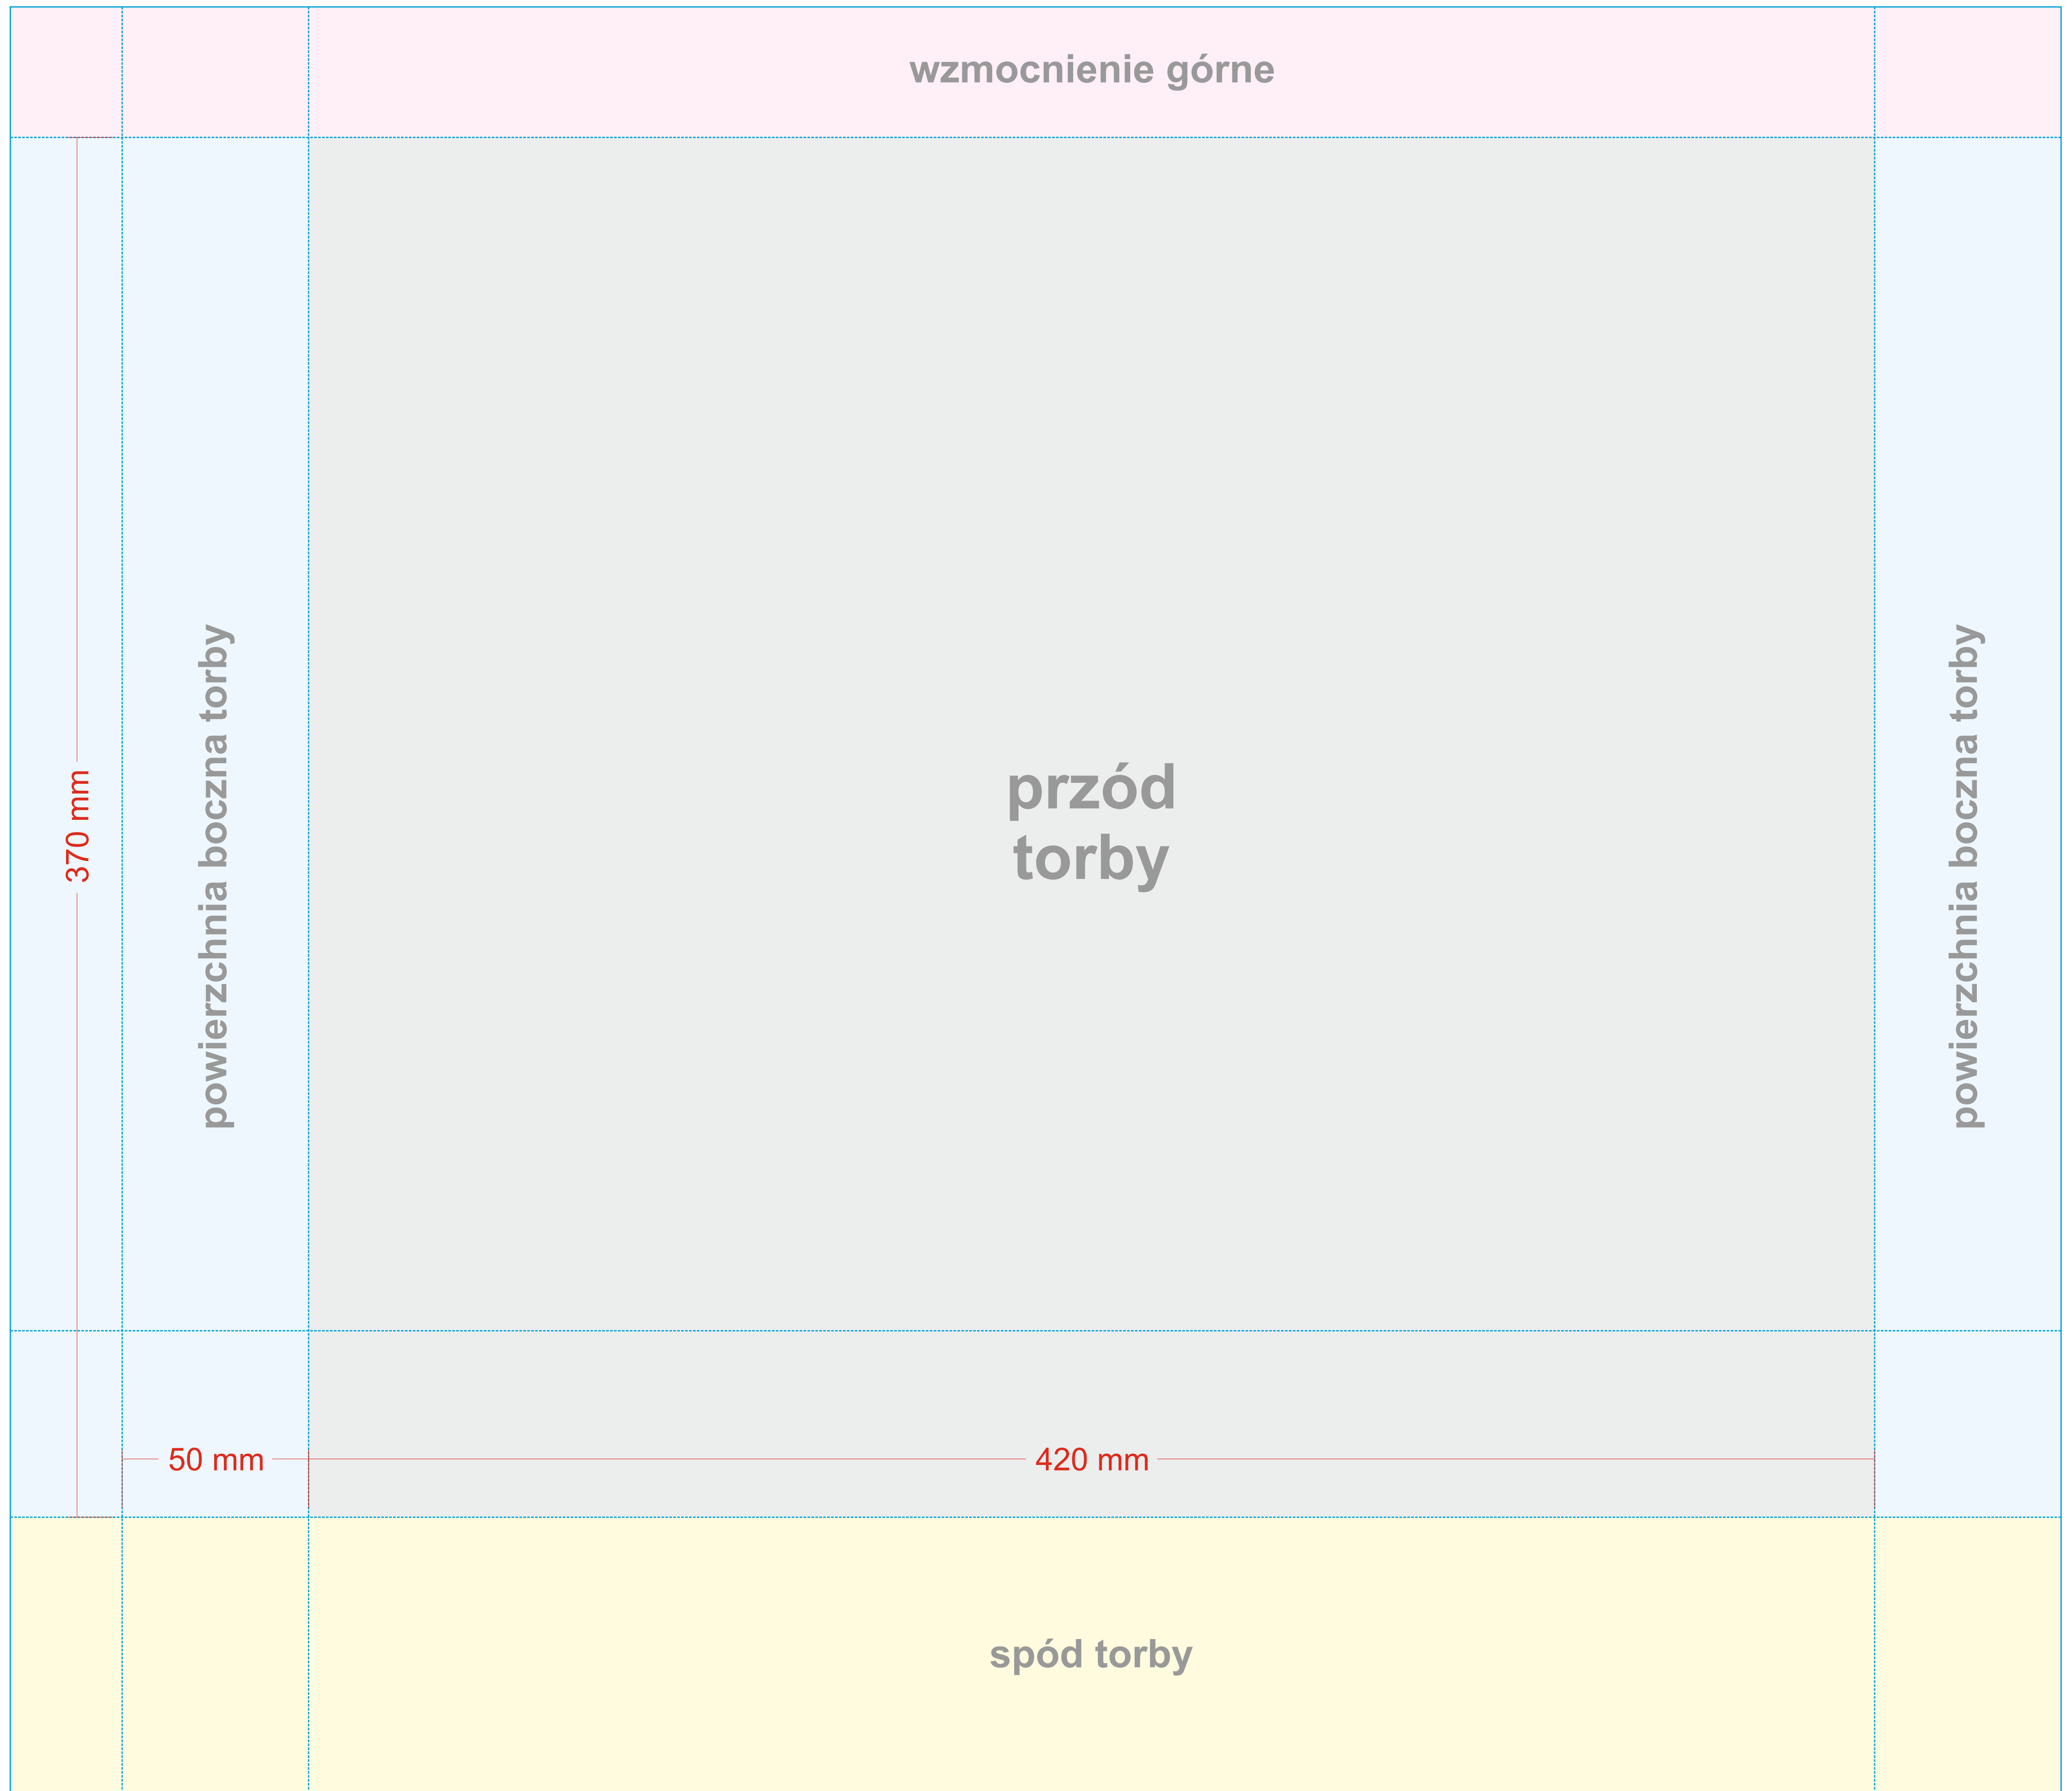 wzmocnienie górne
370 mm
powierzchnia boczna torby
przód
torby
powierzchnia boczna torby
50 mm
420 mm
spód torby